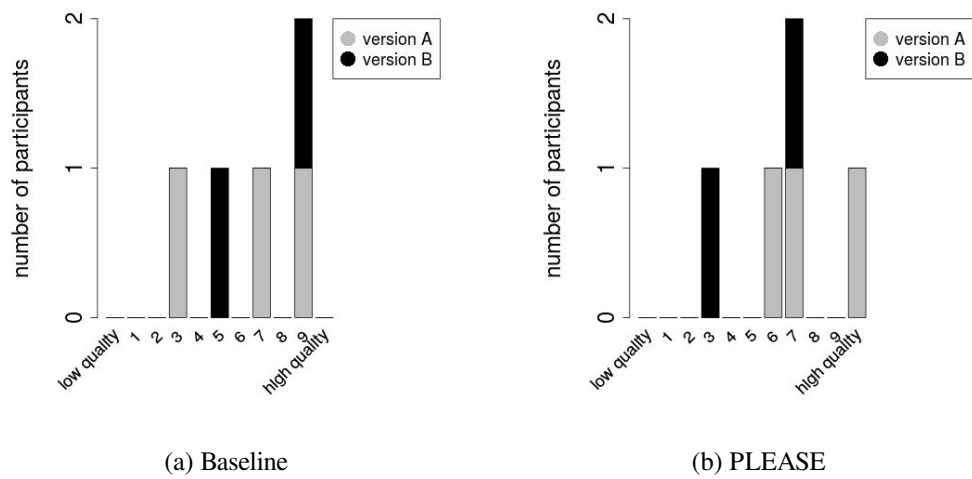 number of participants
2
1
0
low quality
1
2
3
4
5
6
7
8
9
high quality
version A
version B
(a) Baseline
number of participants
2
1
0
low quality
1
2
3
4
5
6
7
8
9
high quality
version A
version B
(b) PLEASE